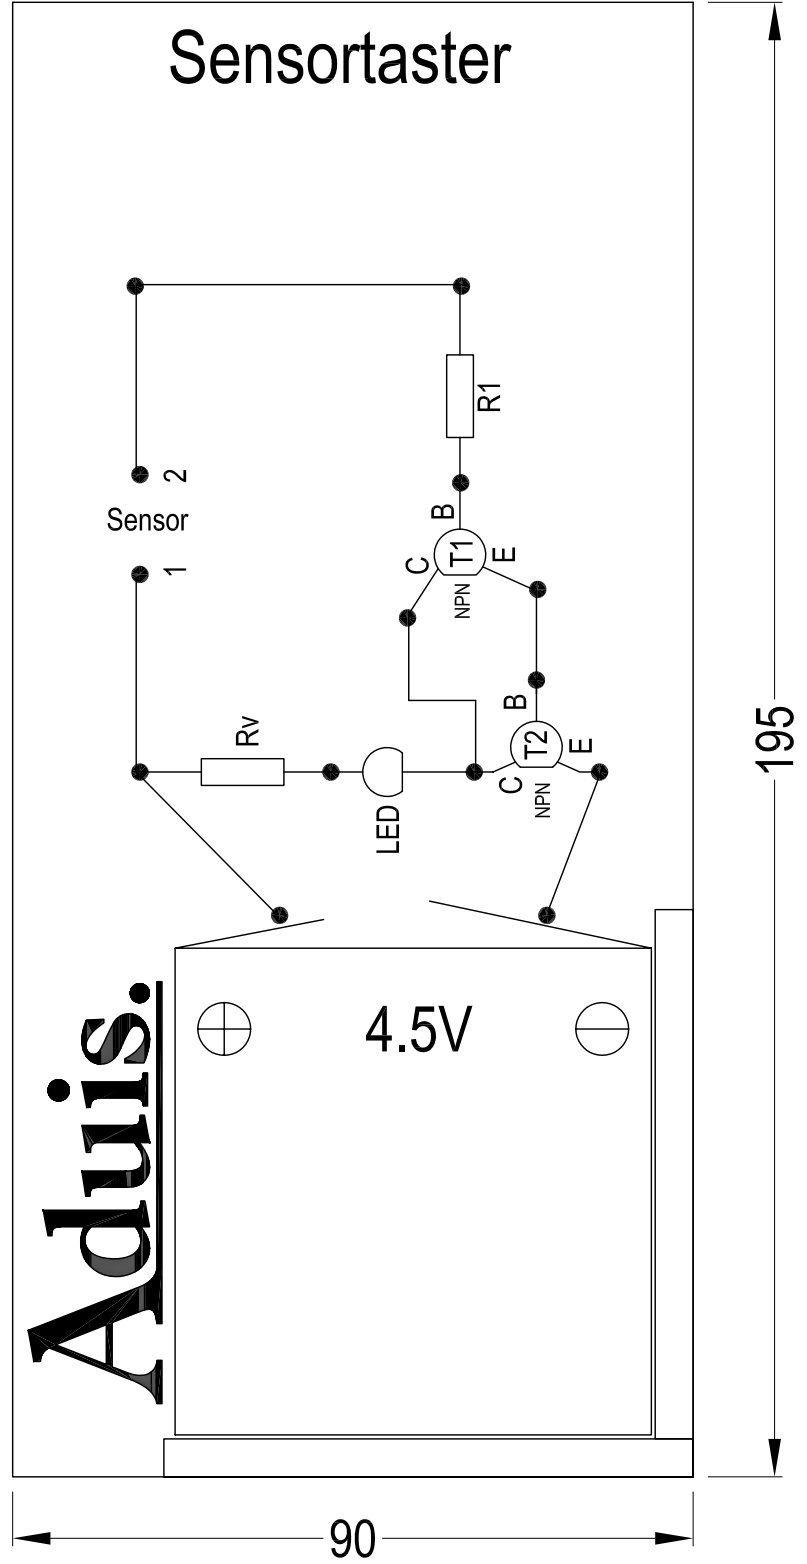 Sensortaster
R1
2
Sensor
1
B
C
T1
E
NPN
Rv
B
T2
E
C
NPN
LED
195
4.5V
Aduis.
90